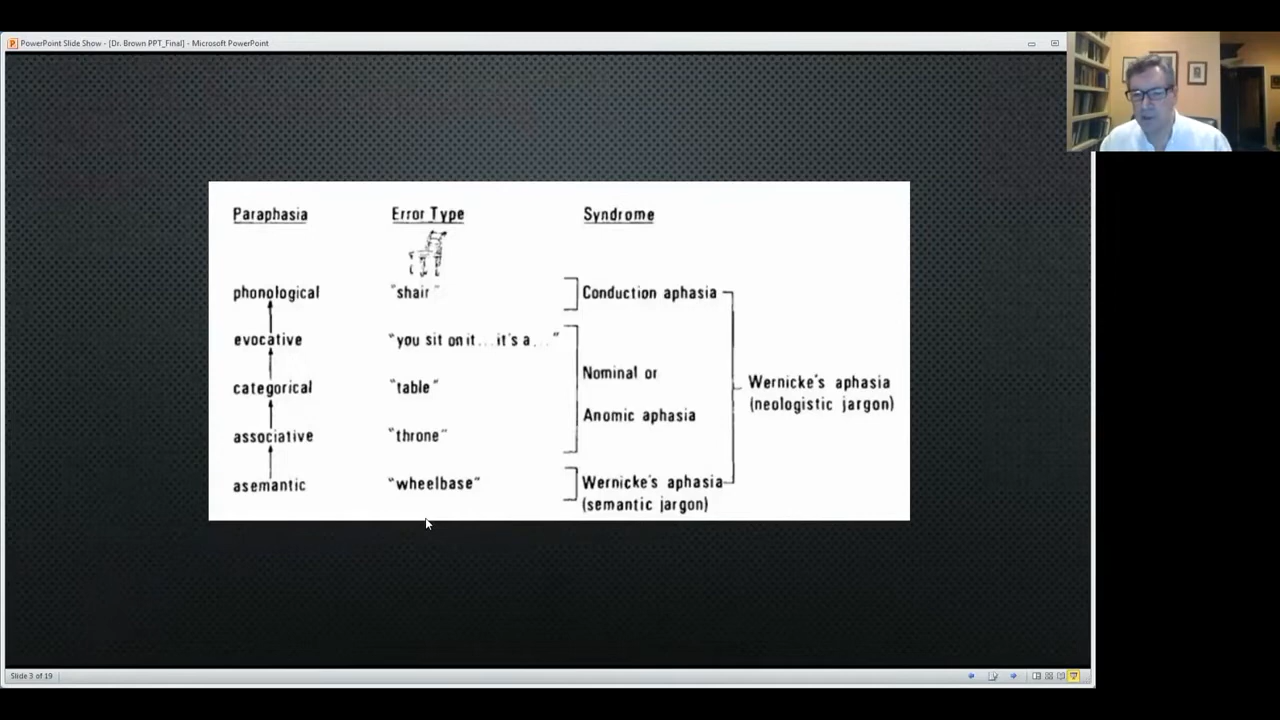 PowerPoint Slide Show - [Dr. Brown PPT_Final] - Microsoft PowerPoint
Paraphasia Error Type Syndrome
phonological "shair" Conduction aphasia
evocative "you sit on it...it's a..."
Nominal or
Wernicke's aphasia
categorical "table"
(neologistic jargon)
Anomic aphasia
associative "throne"
asemantic "wheelbase" Wernicke's aphasia
(semantic jargon)
Slide 3 of 19